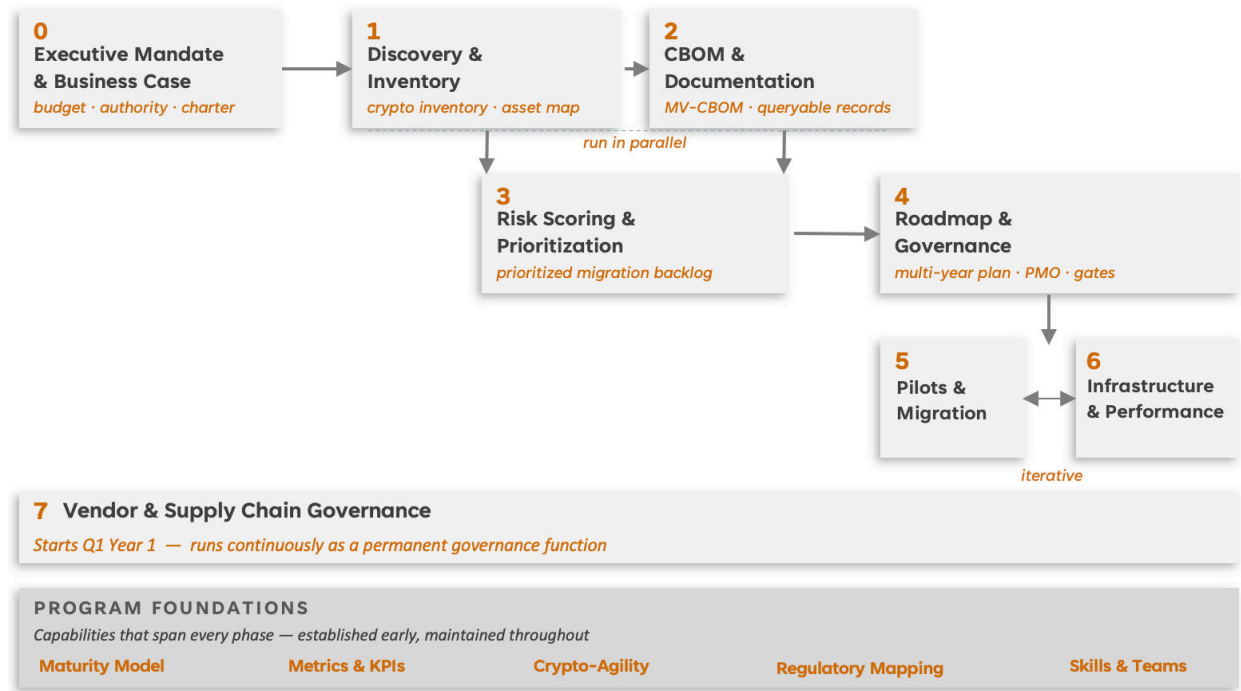 0
Executive Mandate
& Business Case
budget · authority · charter
1
Discovery &
Inventory
crypto inventory · asset map
2
CBOM &
Documentation
MV-CBOM · queryable records
run in parallel
3
Risk Scoring &
Prioritization
prioritized migration backlog
4
Roadmap &
Governance
multi-year plan · PMO · gates
5
Pilots &
Migration
6
Infrastructure
& Performance
iterative
7 Vendor & Supply Chain Governance
Starts Q1 Year 1 — runs continuously as a permanent governance function
PROGRAM FOUNDATIONS
Capabilities that span every phase — established early, maintained throughout
Maturity Model Metrics & KPIs Crypto-Agility Regulatory Mapping Skills & Teams